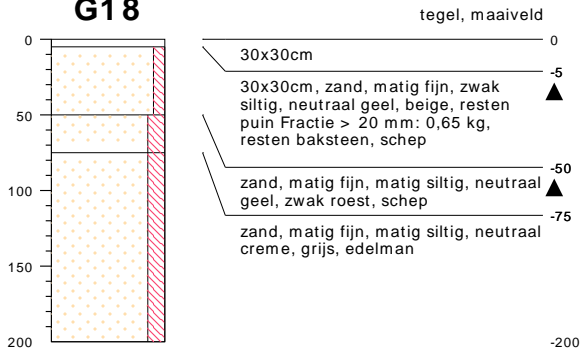 G18
tegel, maaiveld
0
0
30x30cm
-5
30x30cm, zand, matig fijn, zwak
siltig, neutraal geel, beige, resten
puin Fractie > 20 mm: 0,65 kg,
resten baksteen, schep
50
-50
zand, matig fijn, matig siltig, neutraal
geel, zwak roest, schep
-75
100
zand, matig fijn, matig siltig, neutraal
creme, grijs, edelman
150
200
-200